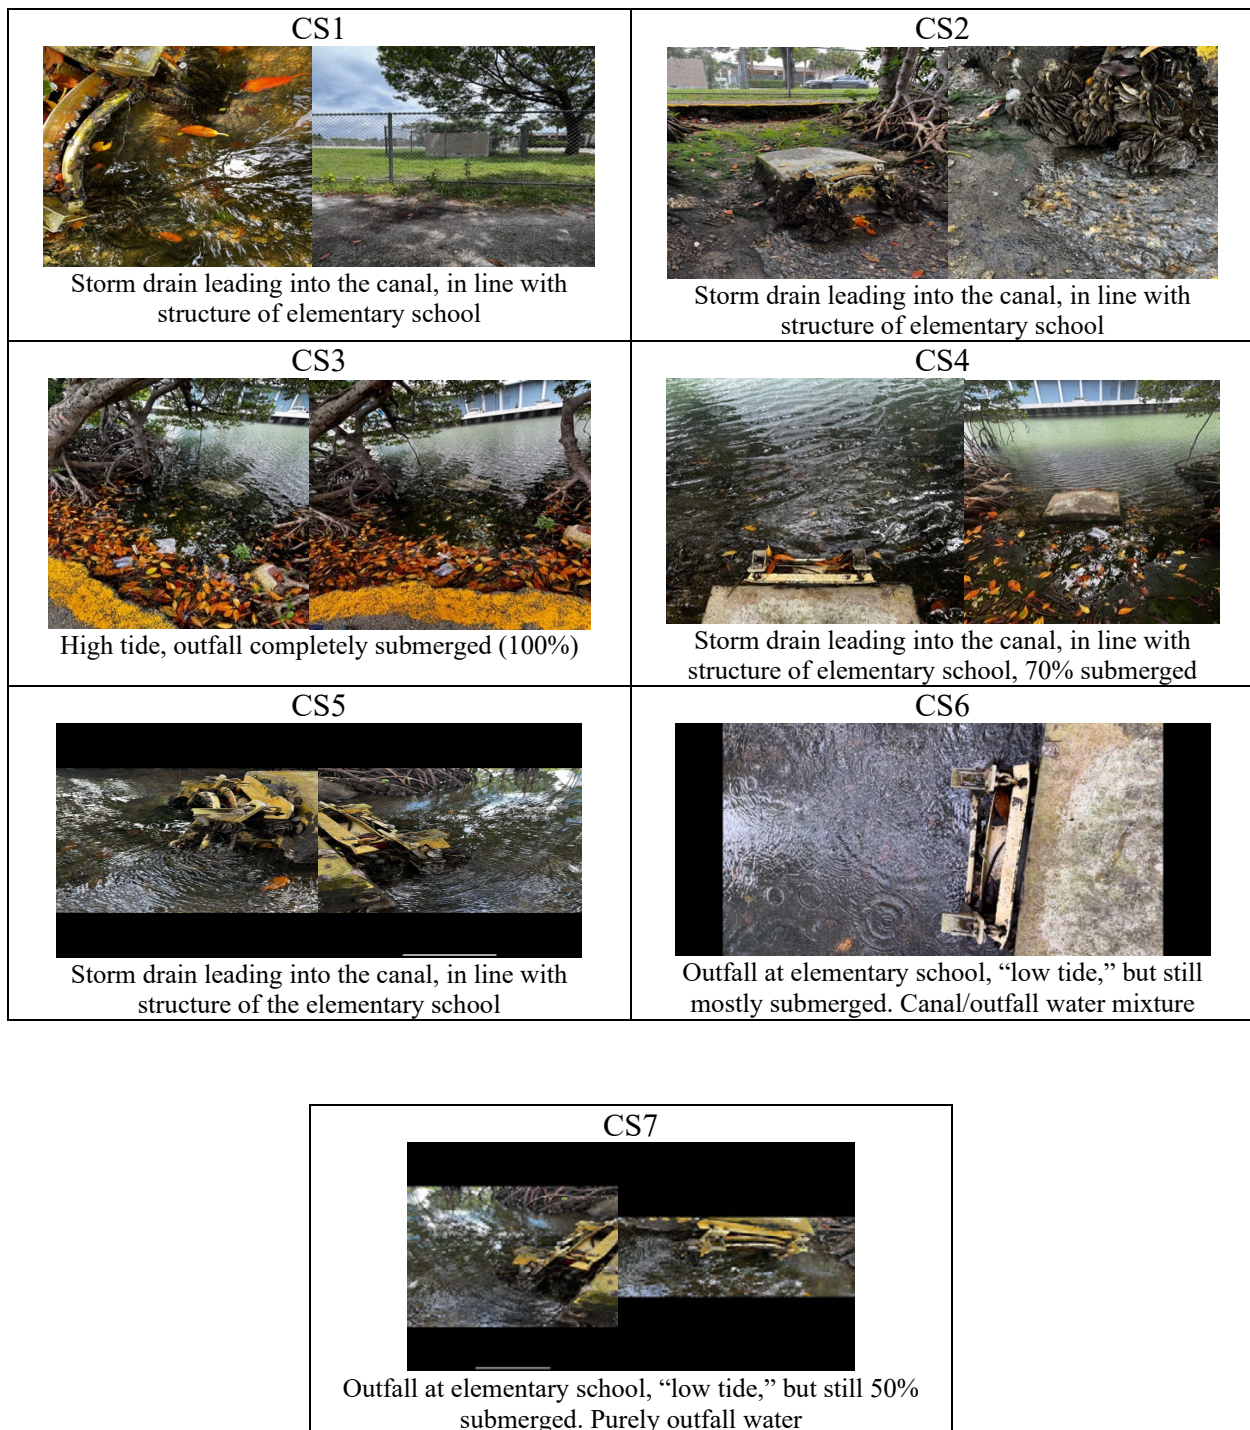 CS1
Storm drain leading into the canal, in line with
structure of elementary school
CS2
Storm drain leading into the canal, in line with
structure of elementary school
CS3
High tide, outfall completely submerged (100%)
CS4
Storm drain leading into the canal, in line with
structure of elementary school, 70% submerged
CS5
Storm drain leading into the canal, in line with
structure of the elementary school
CS6
Outfall at elementary school, “low tide,” but still
mostly submerged. Canal/outfall water mixture
CS7
Outfall at elementary school, “low tide,” but still 50%
submerged. Purely outfall water